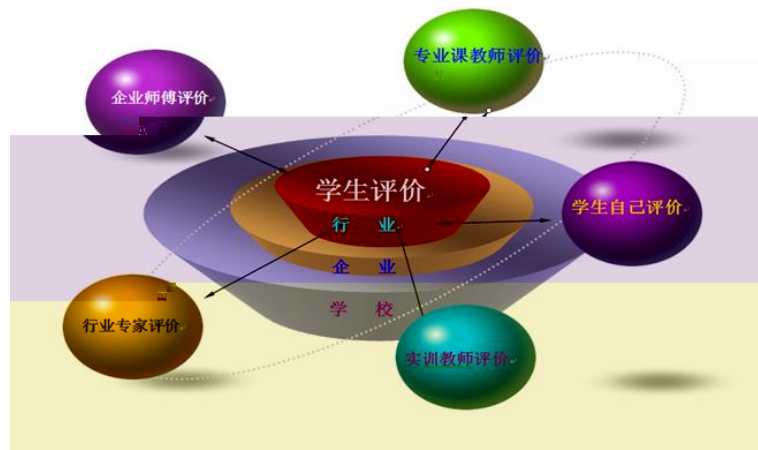 专业课教师评价
企业师傅评价
学生评价
学生自己评价
行 业
企 业
学 校
行业专家评价
实训教师评价